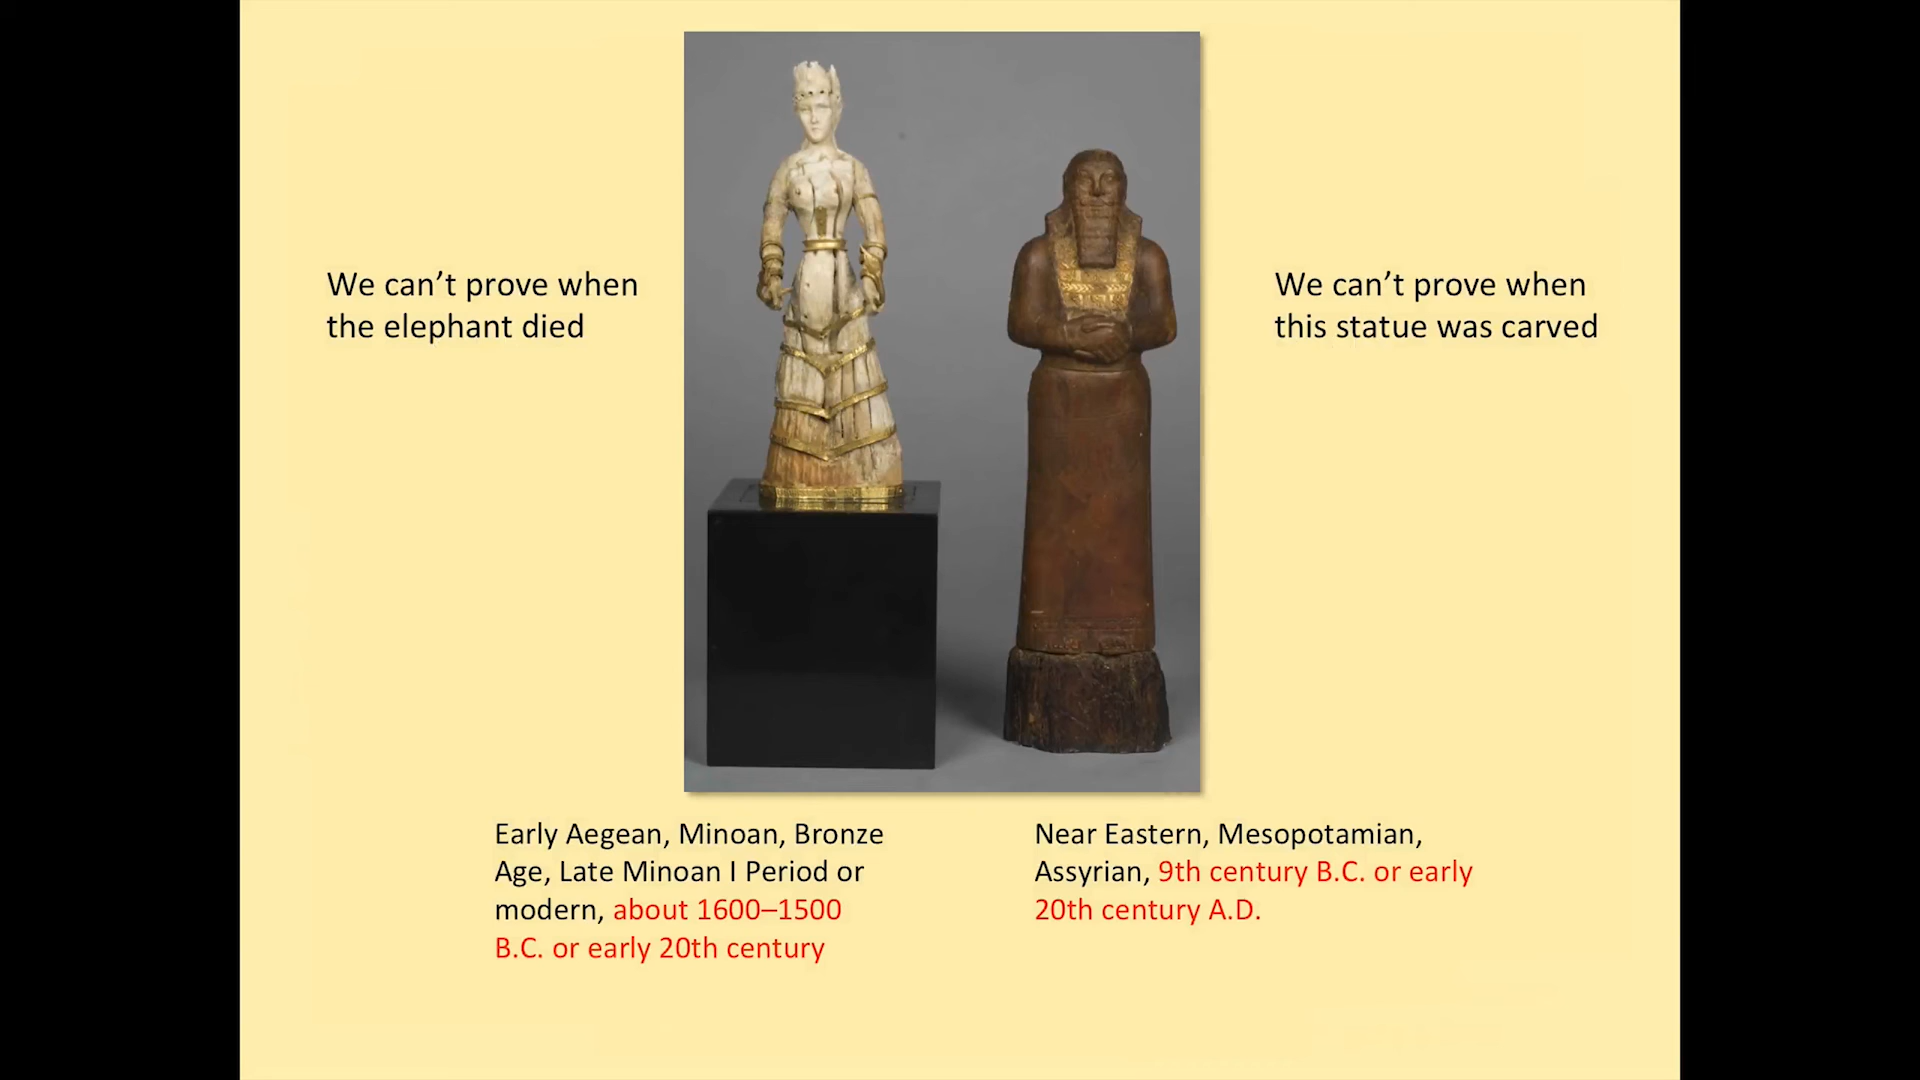 We can’t prove when
the elephant died
We can’t prove when
this statue was carved
Early Aegean, Minoan, Bronze
Age, Late Minoan I Period or
modern, about 1600–1500
B.C. or early 20th century
Near Eastern, Mesopotamian,
Assyrian, 9th century B.C. or early
20th century A.D.